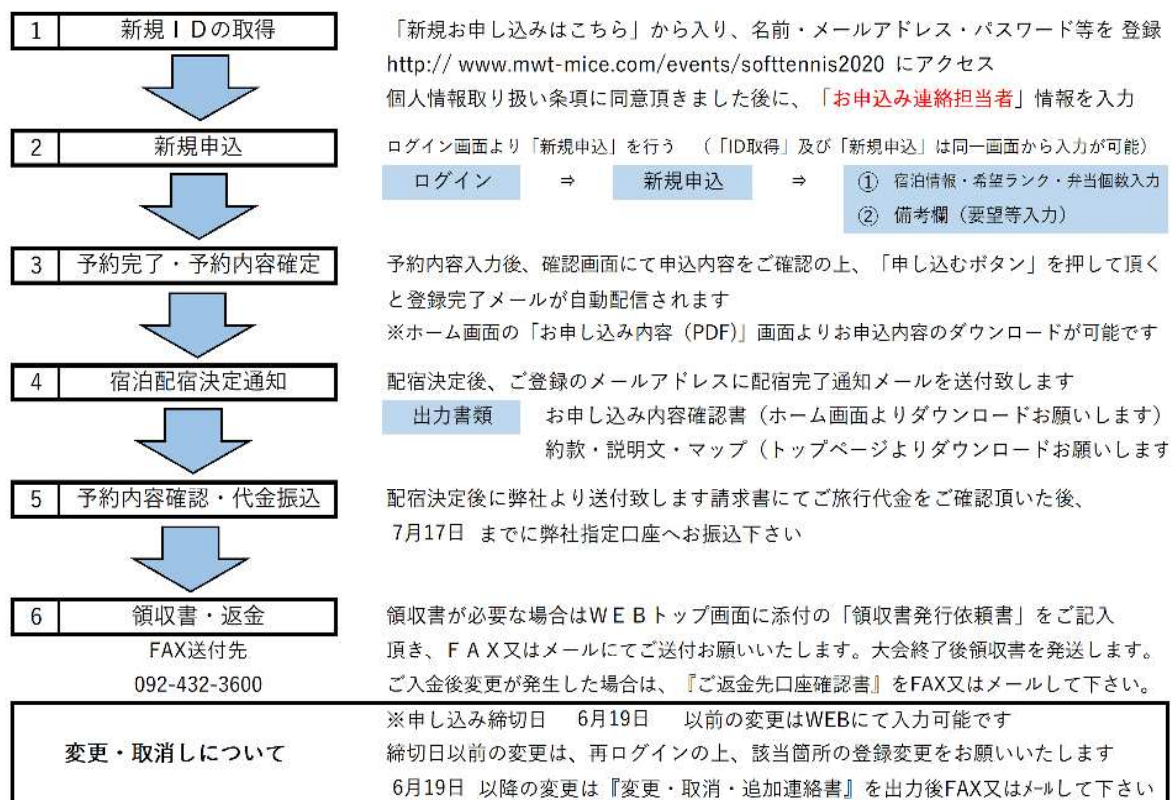 1 新規IDの取得
「新規お申し込みはこちら」から入り、名前・メールアドレス・パスワード等を 登録
http:// www.mwt-mice.com/events/softtennis2020 にアクセス
個人情報取り扱い条項に同意頂きました後に、「お申込み連絡担当者」情報を入力
2 新規申込
ログイン画面より「新規申込」を行う （「ID取得」及び「新規申込」は同一画面から入力が可能）
ログイン ⇒ 新規申込 ⇒ ① 宿泊情報・希望ランク・弁当個数入力
② 備考欄（要望等入力）
3 予約完了・予約内容確定
予約内容入力後、確認画面にて申込内容をご確認の上、「申し込むボタン」を押して頂く
と登録完了メールが自動配信されます
※ホーム画面の「お申し込み内容（PDF)」画面よりお申込内容のダウンロードが可能です
4 宿泊配宿決定通知
配宿決定後、ご登録のメールアドレスに配宿完了通知メールを送付致します
出力書類 お申し込み内容確認書（ホーム画面よりダウンロードお願いします）
約款・説明文・マップ（トップページよりダウンロードお願いします
5 予約内容確認・代金振込
配宿決定後に弊社より送付致します請求書にてご旅行代金をご確認頂いた後、
7月17日 までに弊社指定口座へお振込下さい
6 領収書・返金
領収書が必要な場合はＷＥＢトップ画面に添付の「領収書発行依頼書」をご記入
FAX送付先
頂き、ＦＡＸ又はメールにてご送付お願いいたします。大会終了後領収書を発送します。
092-432-3600
ご入金後変更が発生した場合は、『ご返金先口座確認書』をFAX又はメールして下さい。
変更・取消しについて
※申し込み締切日 6月19日 以前の変更はWEBにて入力可能です
締切日以前の変更は、再ログインの上、該当箇所の登録変更をお願いいたします
6月19日 以降の変更は『変更・取消・追加連絡書』を出力後FAX又はﾒｰﾙして下さい